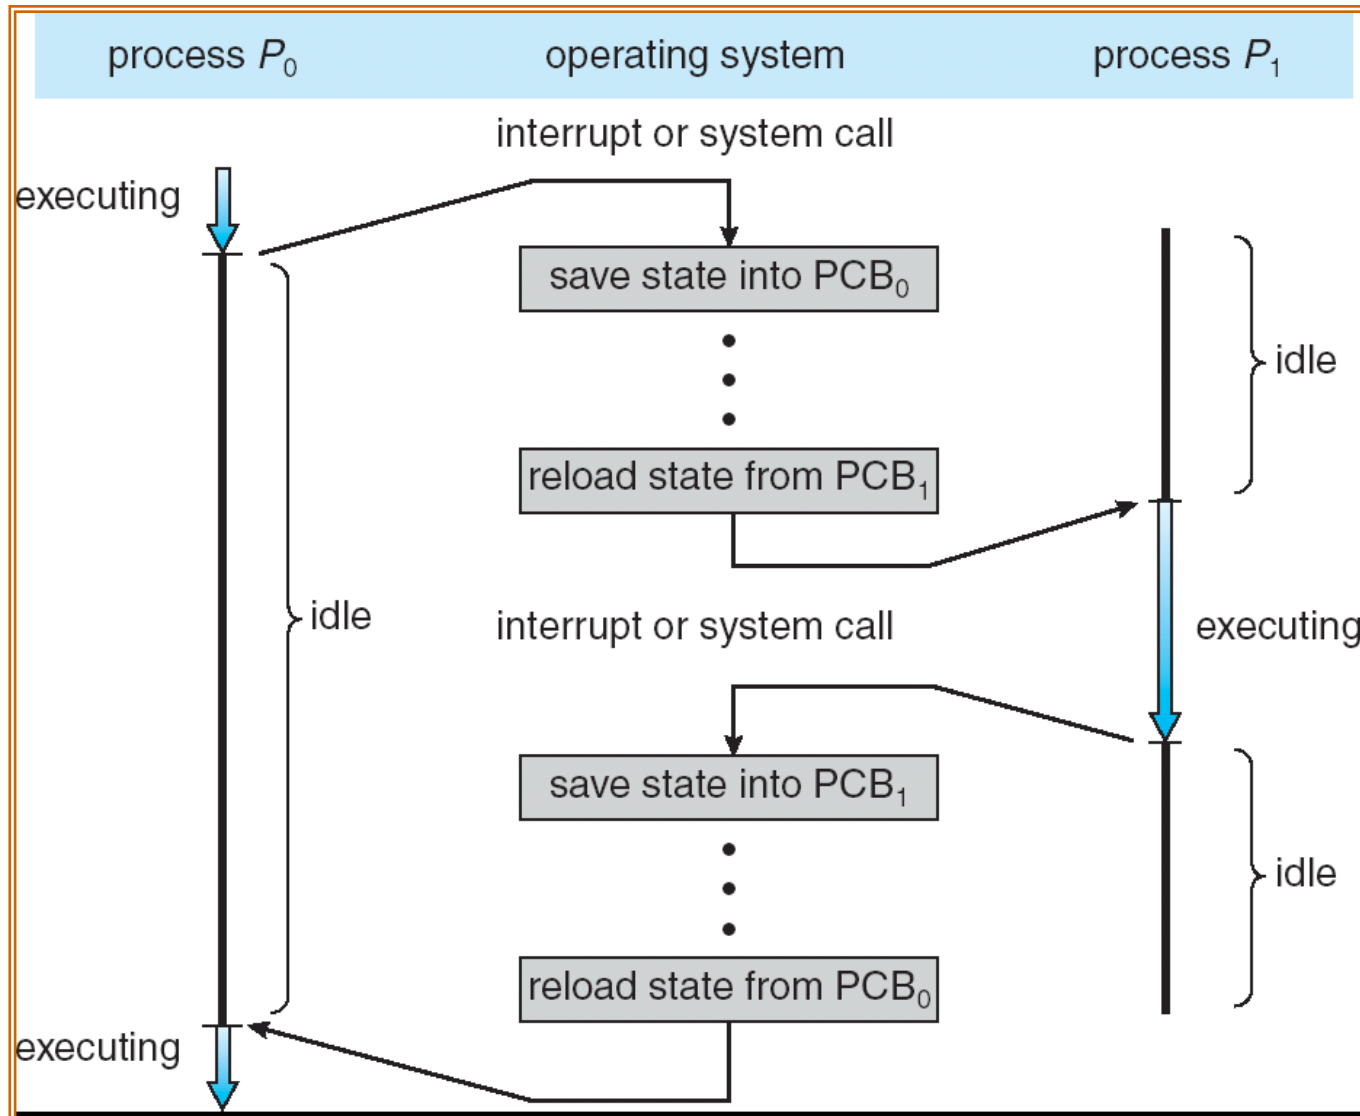 process P₀ operating system process P₁
interrupt or system call
executing
save state into PCB₀
idle
reload state from PCB₁
idle
interrupt or system call
executing
save state into PCB₁
idle
reload state from PCB₀
executing